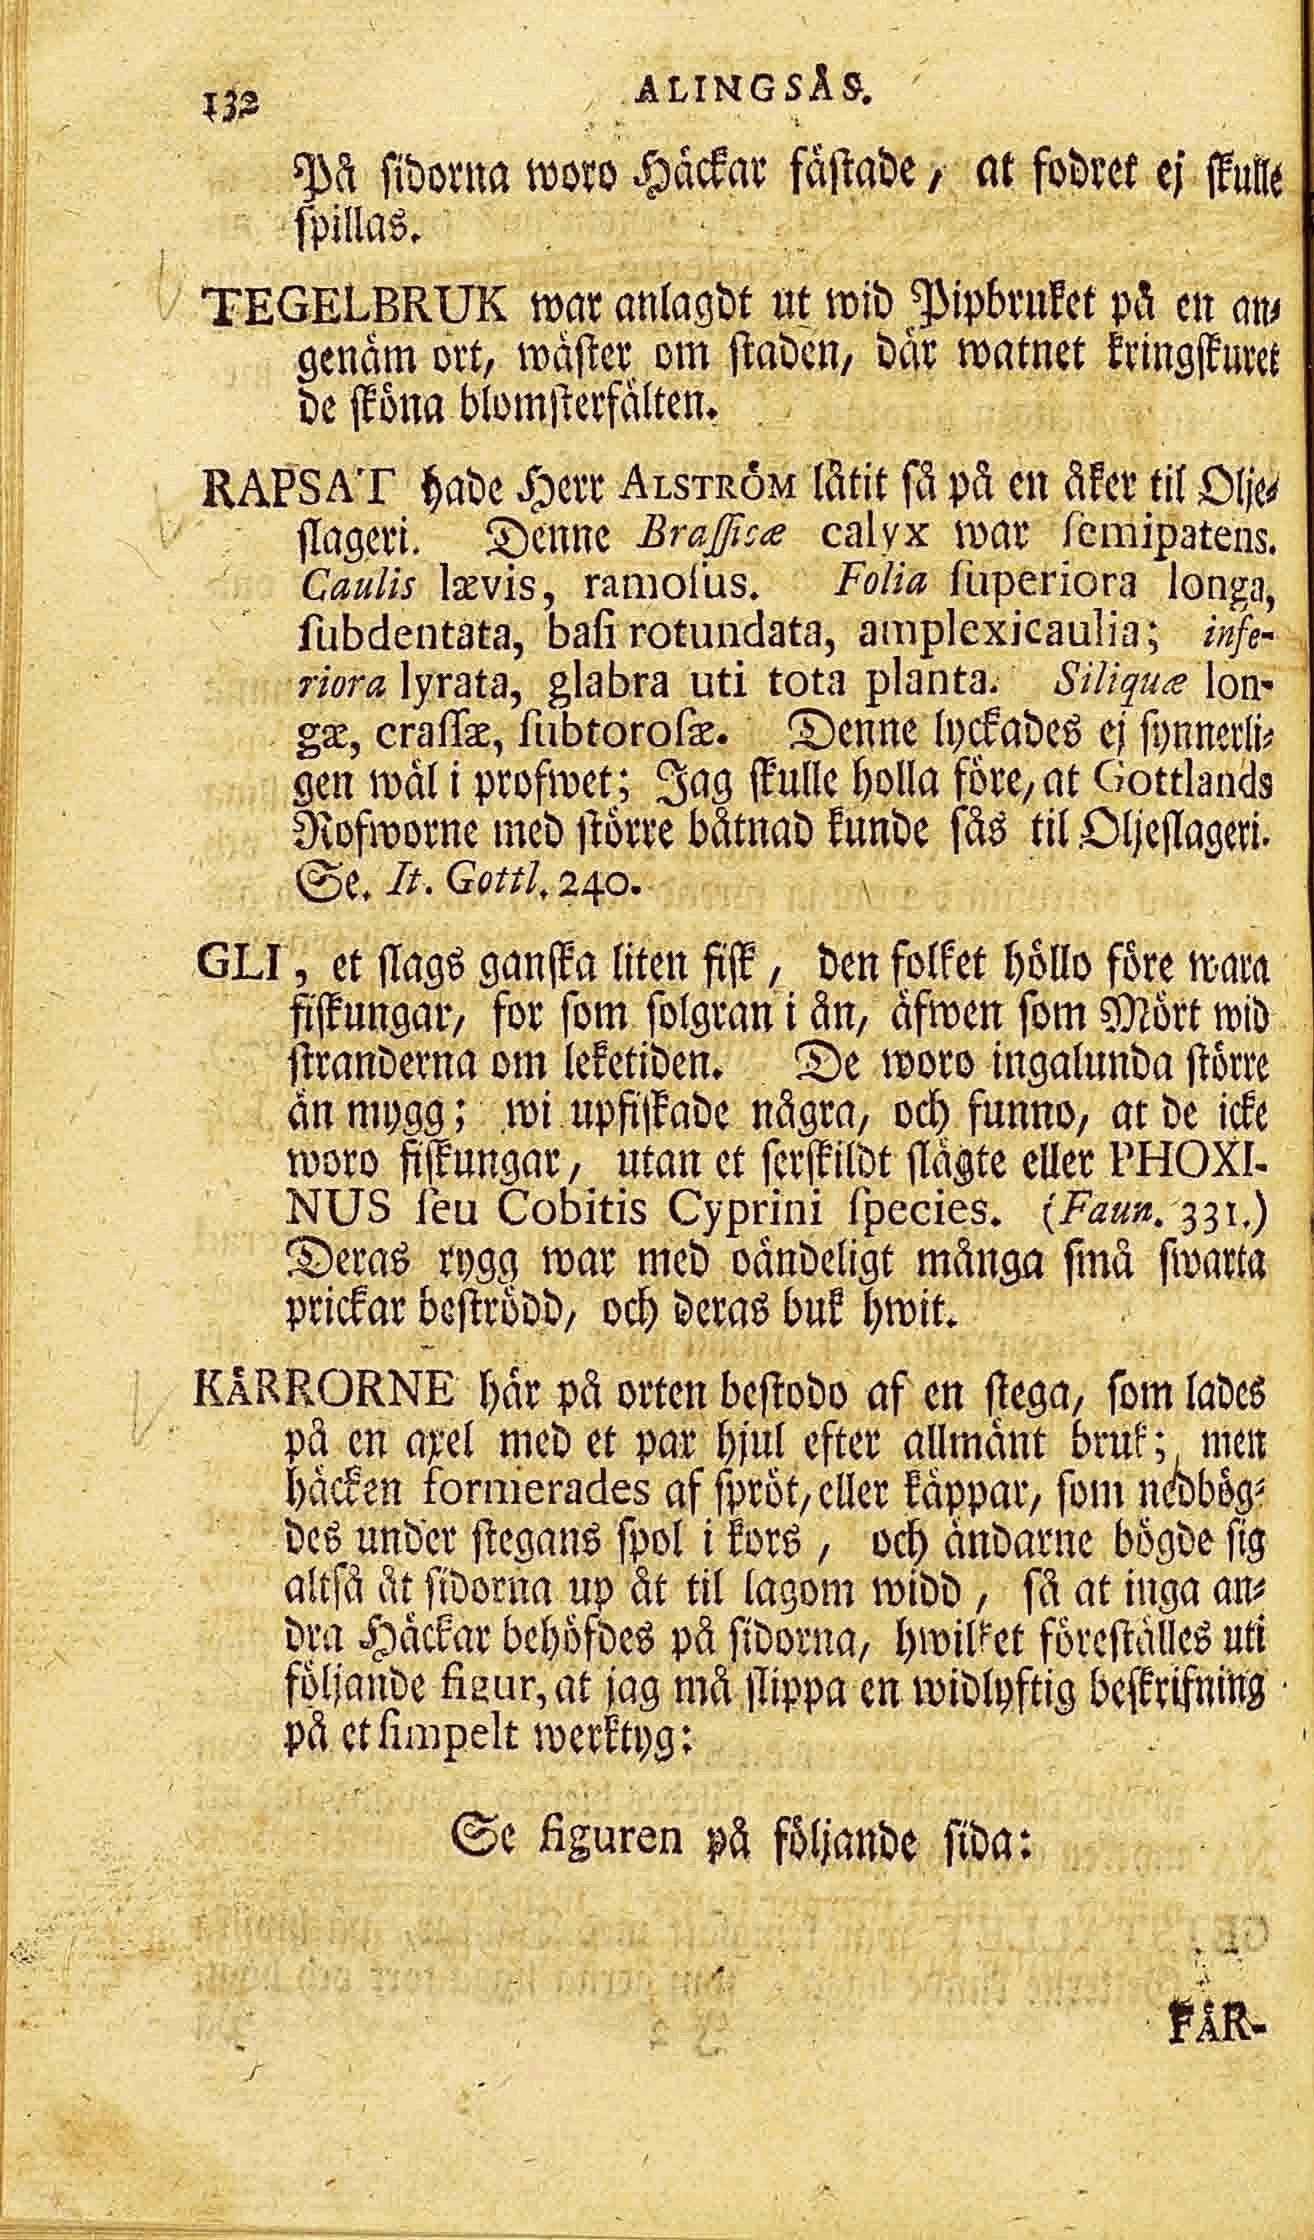 132 ALINGSÅS.
På sidorna woro Häckar fästade, at fodret ej skulle
spillas.
TEGELBRUK war anlagdt ut wid Pipbruket på en an-
genäm ort, wäster om staden, där watnet kringskuret
de sköna blomsterfälten.
RAPSAT hade Herr ALSTRÖM låtit så på en åker til Olje-
slageri. Denne Brassicæ calyx war semipatens.
Caulis lævis, ramosus. Folia superiora longa,
subdentata, basi rotundata, amplexicaulia; infe-
riora lyrata, glabra uti tota planta. Siliquæ lon-
gæ, crassæ, subtorosæ. Denne lyckades ej synnerli-
gen wäl i profwet; Jag skulle holla före, at Gottlands
Rofworne med större båtnad kunde sås til Oljeslageri.
Se. It. Gottl. 240.
GLI, et slags ganska liten fisk, den folket höllo före wara
fiskungar, for som solgran i ån, äfwen som Mört wid
stranderna om leketiden. De woro ingalunda större
än mygg; wi upfiskade några, och funno, at de icke
woro fiskungar, utan et serskildt slägte eller PHOXI-
NUS seu Cobitis Cyprini species. (Faun. 331.)
Deras rygg war med oändeligt många små swarta
prickar beströdd, och deras buk hwit.
KÄRRORNE här på orten bestodo af en stega, som lades
på en axel med et par hjul efter allmänt bruk; men
häcken formerades af spröt, eller käppar, som nedbög-
des under stegans spol i kors, och ändarne bögde sig
altså åt sidorna up åt til lagom widd, så at inga an-
dra Häckar behöfdes på sidorna, hwilket föreställes uti
följande figur, at jag må slippa en widlyftig beskrifning
på et simpelt werktyg:
Se figuren på följande sida:
FÅR-